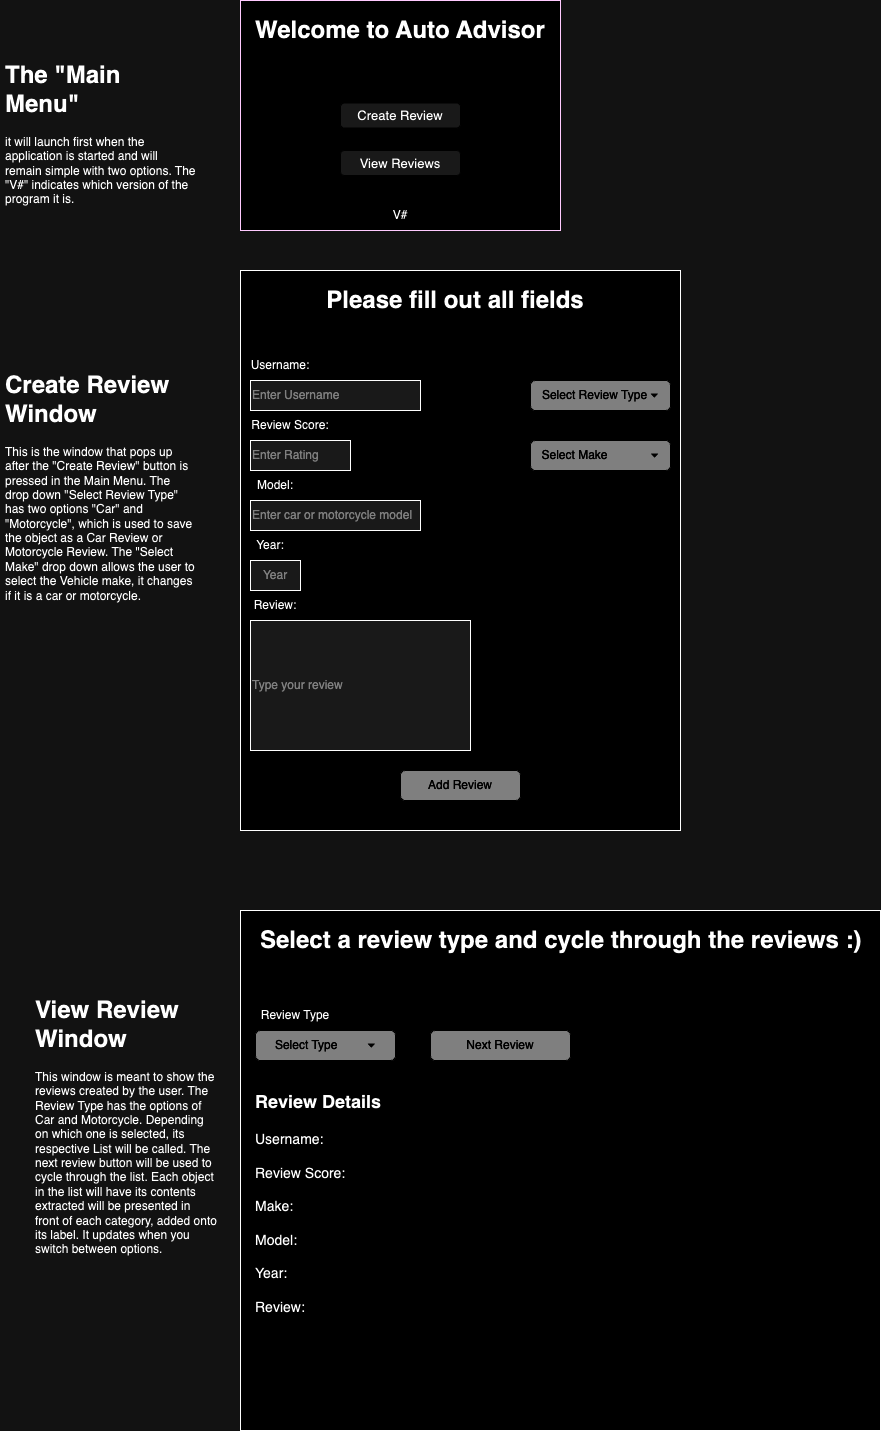 Welcome to Auto Advisor
The "Main
Menu"
it will launch first when the
application is started and will
remain simple with two options. The
"V#" indicates which version of the
program it is.
Create Review
View Reviews
V#
Please fill out all fields
Create Review
Window
This is the window that pops up
after the "Create Review" button is
pressed in the Main Menu. The
drop down "Select Review Type"
has two options "Car" and
"Motorcycle", which is used to save
the object as a Car Review or
Motorcycle Review. The "Select
Make" drop down allows the user to
select the Vehicle make, it changes
if it is a car or motorcycle.
Username:
Enter Username
Select Review Type
Review Score:
Enter Rating
Select Make
Model:
Enter car or motorcycle model
Year:
Year
Review:
Type your review
Add Review
Select a review type and cycle through the reviews :)
View Review
Window
This window is meant to show the
reviews created by the user. The
Review Type has the options of
Car and Motorcycle. Depending
on which one is selected, its
respective List will be called. The
next review button will be used to
cycle through the list. Each object
in the list will have its contents
extracted will be presented in
front of each category, added onto
its label. It updates when you
switch between options.
Review Type
Select Type
Next Review
Review Details
Username:
Review Score:
Make:
Model:
Year:
Review: